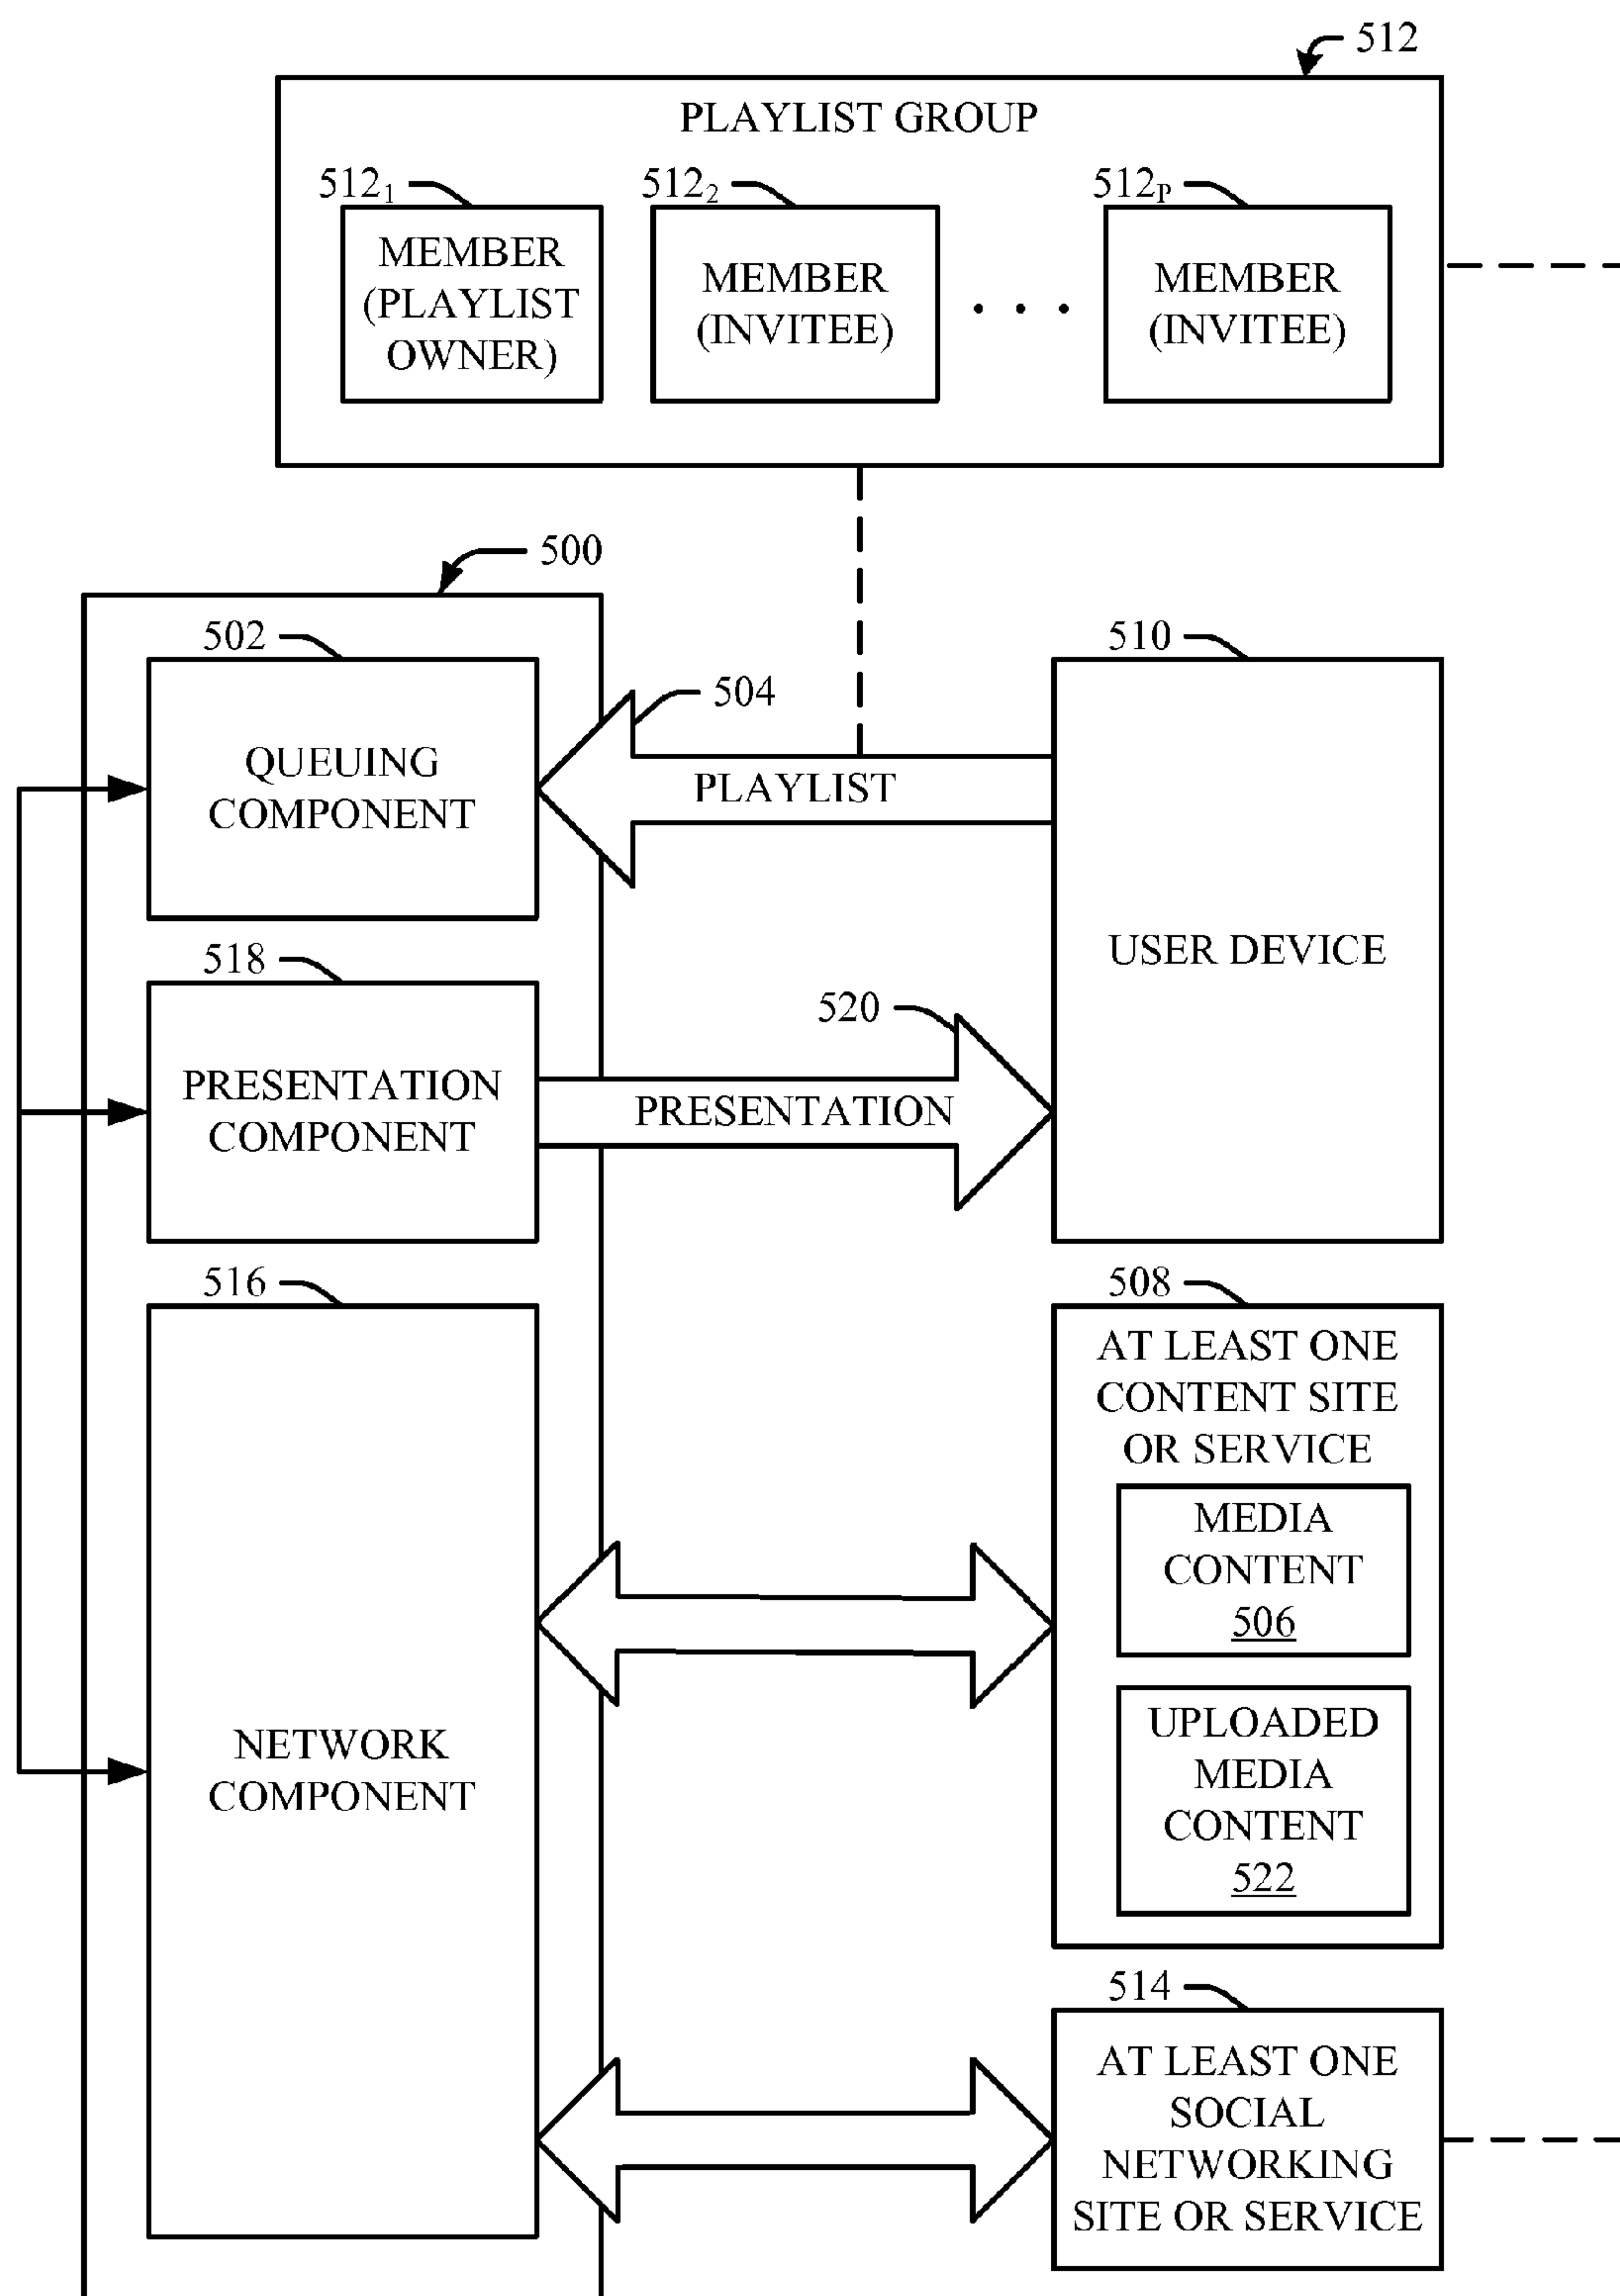 512
PLAYLIST GROUP
512₁
512₂
512ₚ
MEMBER
(PLAYLIST
OWNER)
MEMBER
(INVITEE)
. . .
MEMBER
(INVITEE)
500
502
QUEUING
COMPONENT
504
PLAYLIST
510
USER DEVICE
518
PRESENTATION
COMPONENT
520
PRESENTATION
516
NETWORK
COMPONENT
508
AT LEAST ONE
CONTENT SITE
OR SERVICE
MEDIA
CONTENT
506
UPLOADED
MEDIA
CONTENT
522
514
AT LEAST ONE
SOCIAL
NETWORKING
SITE OR SERVICE